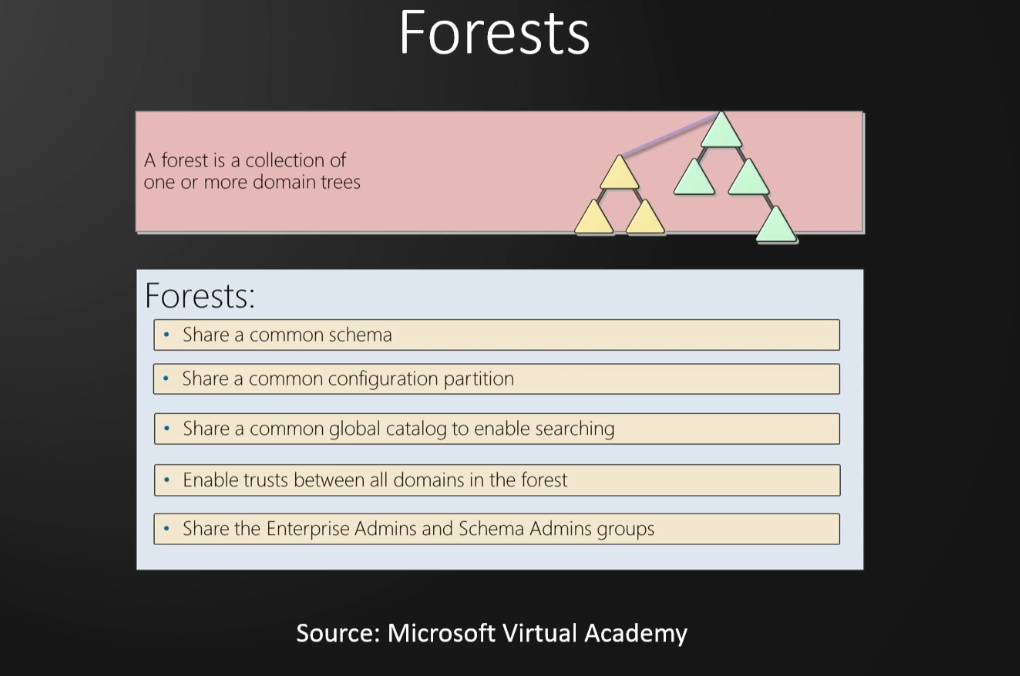 Forests
A forest is a collection of
one or more domain trees
Forests:
• Share a common schema
• Share a common configuration partition
• Share a common global catalog to enable searching
• Enable trusts between all domains in the forest
• Share the Enterprise Admins and Schema Admins groups
Source: Microsoft Virtual Academy